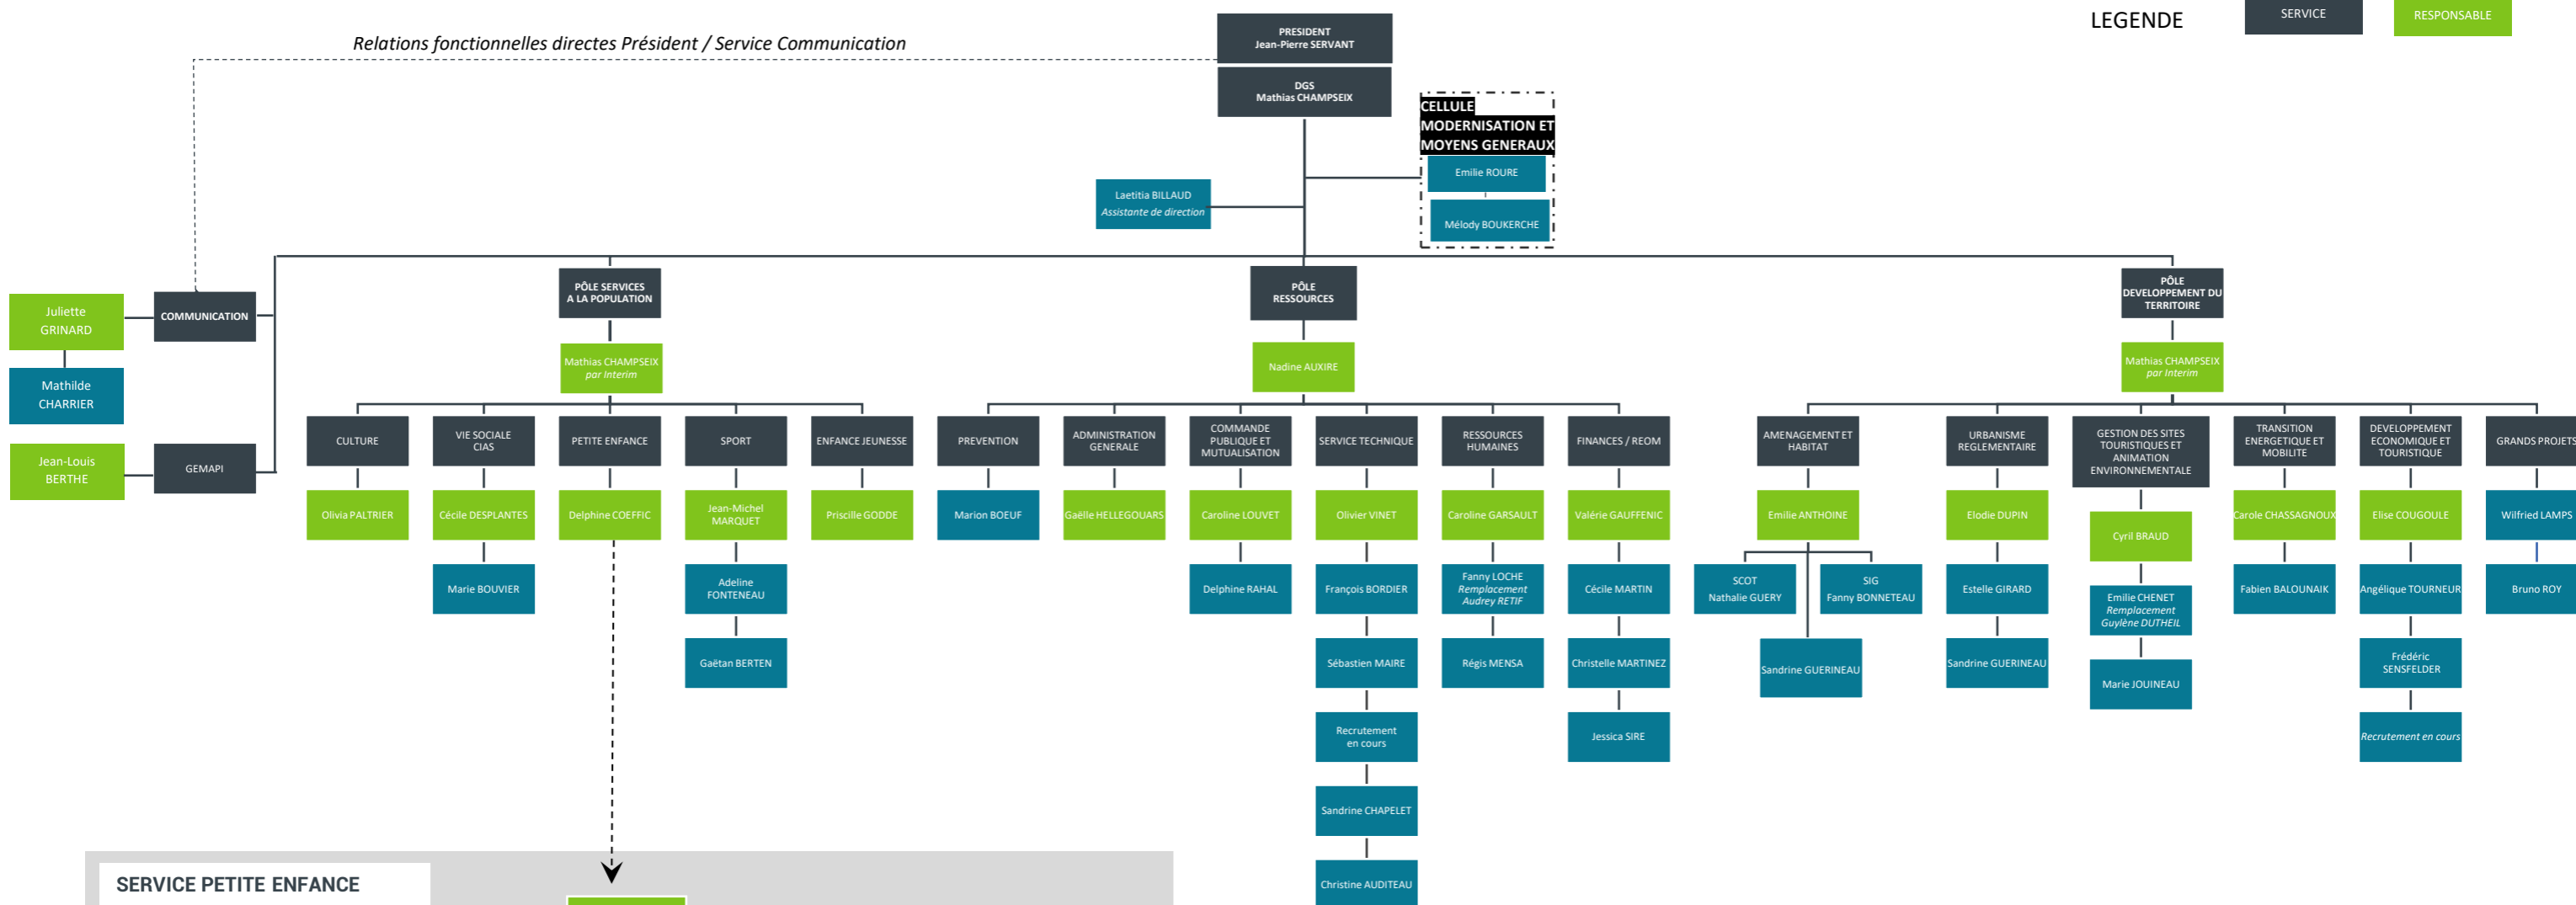 LEGENDE
SERVICE
RESPONSABLE
Relations fonctionnelles directes Président / Service Communication
PRESIDENT
Jean-Pierre SERVANT
DGS
Mathias CHAMPSEIX
CELLULE
MODERNISATION ET
MOYENS GENERAUX
Emilie ROURE
Mélody BOUKERCHE
Laetitia BILLAUD
Assistante de direction
Juliette
GRINARD
COMMUNICATION
Mathilde
CHARRIER
Jean-Louis
BERTHE
GEMAPI
PÔLE SERVICES
A LA POPULATION
Mathias CHAMPSEIX
par Interim
CULTURE
Olivia PALTRIER
VIE SOCIALE
CIAS
Cécile DESPLANTES
Marie BOUVIER
PETITE ENFANCE
Delphine COEFFIC
SPORT
Jean-Michel
MARQUET
Adeline
FONTENEAU
Gaëtan BERTEN
ENFANCE JEUNESSE
Priscille GODDE
PÔLE
RESSOURCES
Nadine AUXIRE
PREVENTION
Marion BOEUF
ADMINISTRATION
GENERALE
Gaëlle HELLEGOUARS
COMMANDE
PUBLIQUE ET
MUTUALISATION
Caroline LOUVET
Delphine RAHAL
SERVICE TECHNIQUE
Olivier VINET
François BORDIER
Sébastien MAIRE
Recrutement
en cours
Sandrine CHAPELET
Christine AUDITEAU
RESSOURCES
HUMAINES
Caroline GARSAULT
Fanny LOCHE
Remplacement
Audrey RETIF
Régis MENSA
FINANCES / REOM
Valérie GAUFFENIC
Cécile MARTIN
Christelle MARTINEZ
Jessica SIRE
PÔLE
DEVELOPPEMENT DU
TERRITOIRE
Mathias CHAMPSEIX
par Interim
AMENAGEMENT ET
HABITAT
Emilie ANTHOINE
SCOT
Nathalie GUERY
SIG
Fanny BONNETEAU
Sandrine GUERINEAU
URBANISME
REGLEMENTAIRE
Elodie DUPIN
Estelle GIRARD
Sandrine GUERINEAU
GESTION DES SITES
TOURISTIQUES ET
ANIMATION
ENVIRONNEMENTALE
Cyril BRAUD
Emilie CHENET
Remplacement
Guylène DUTHEIL
Marie JOUINEAU
TRANSITION
ENERGETIQUE ET
MOBILITE
Carole CHASSAGNOUX
Fabien BALOUNAIK
DEVELOPPEMENT
ECONOMIQUE ET
TOURISTIQUE
Elise COUGOULE
Angélique TOURNEUR
Frédéric
SENSFELDER
Recrutement en cours
GRANDS PROJETS
Wilfried LAMPS
Bruno ROY
SERVICE PETITE ENFANCE